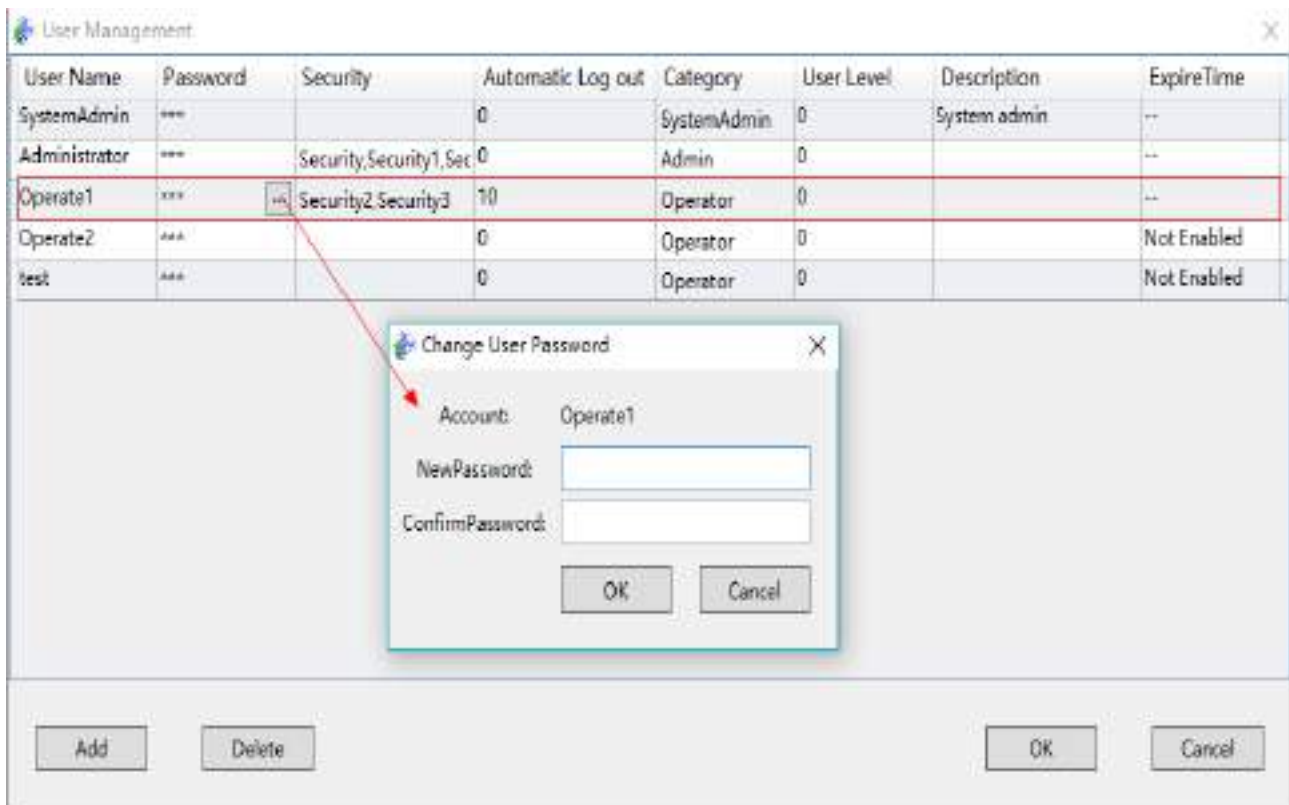 User Management
User Name Password Security Automatic Log out Category User Level Description ExpireTime
SystemAdmin *** 0 SystemAdmin 0 System admin --
Administrator *** Security,Security1,Sec 0 Admin 0 --
Operate1 *** ... Security2,Security3 10 Operator 0 --
Operate2 *** 0 Operator 0 Not Enabled
test *** 0 Operator 0 Not Enabled
Change User Password
Account: Operate1
NewPassword:
ConfirmPassword:
OK Cancel
Add Delete OK Cancel